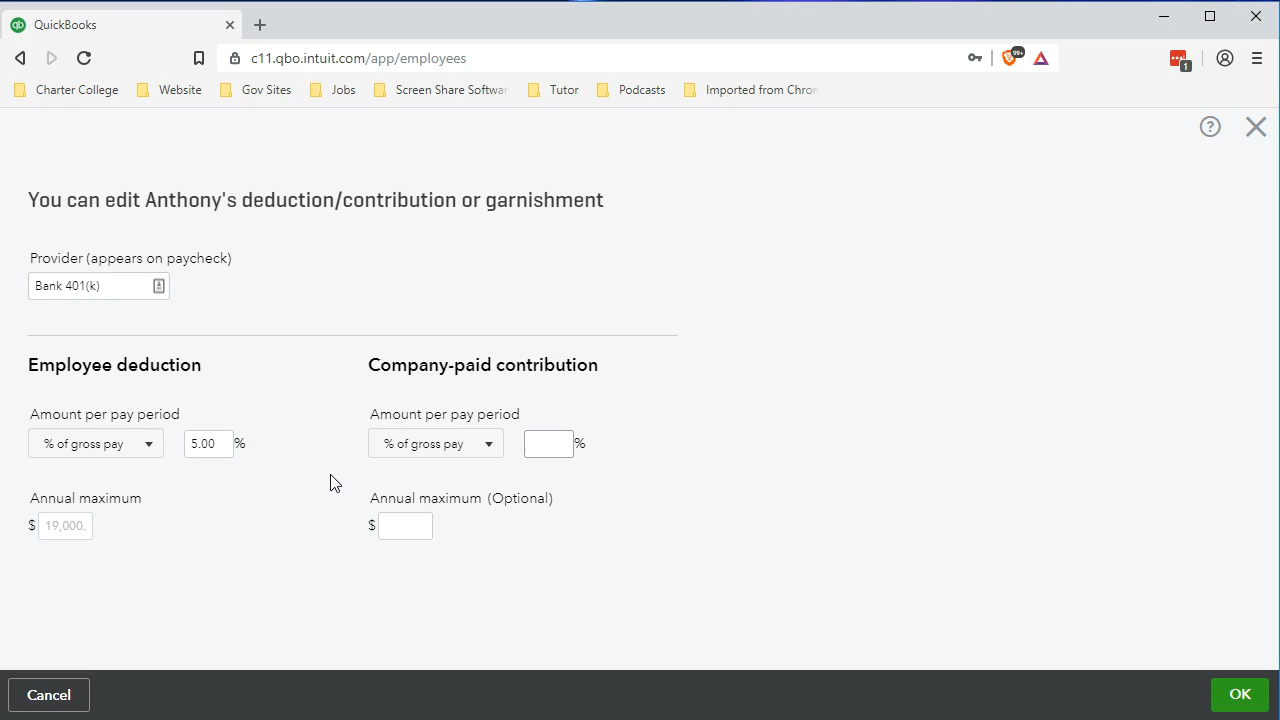 QuickBooks
c11.qbo.intuit.com/app/employees
99+
1
Charter College Website Gov Sites Jobs Screen Share Softwar Tutor Podcasts Imported from Chron
?
You can edit Anthony's deduction/contribution or garnishment
Provider (appears on paycheck)
Bank 401(k)
Employee deduction Company-paid contribution
Amount per pay period Amount per pay period
% of gross pay 5.00 % % of gross pay %
Annual maximum Annual maximum (Optional)
$ 19,000. $
Cancel OK